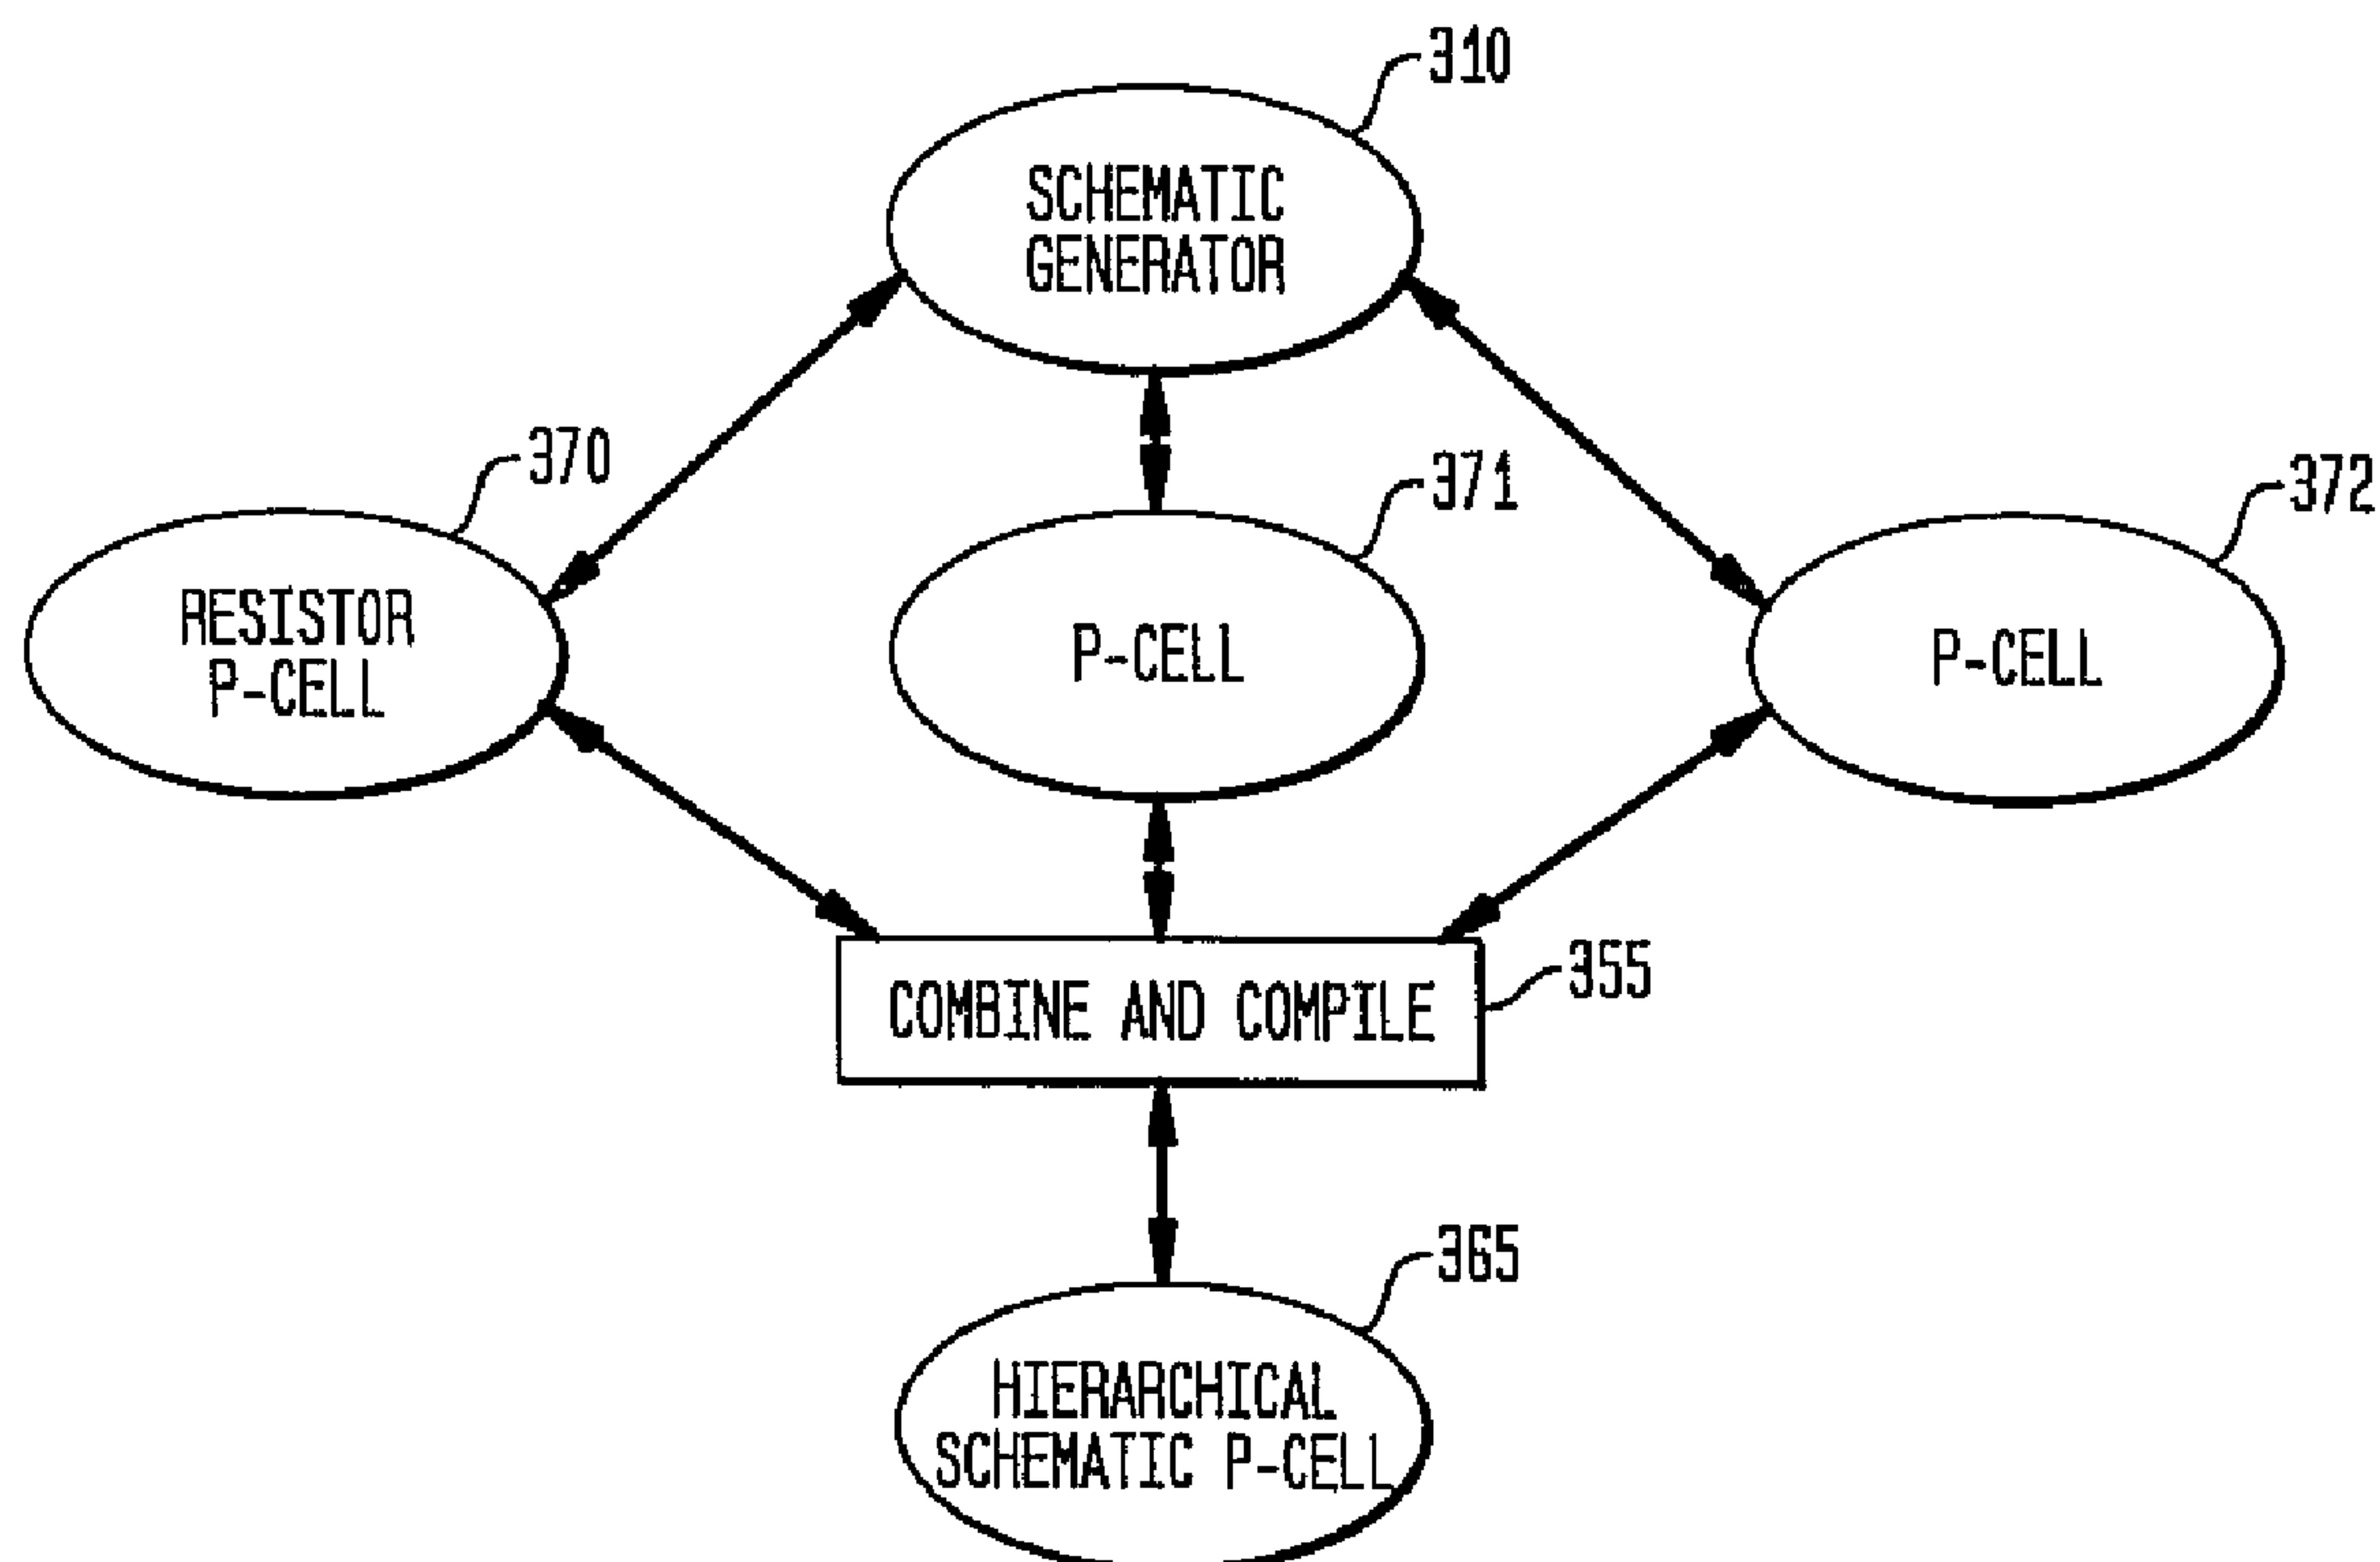 310
SCHEMATIC
GENERATOR
370
371
372
RESISTOR
P-CELL
P-CELL
P-CELL
355
COMBINE AND COMPILE
365
HIERARCHICAL
SCHEMATIC P-CELL